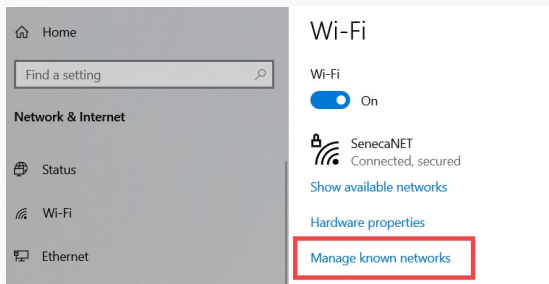 Home
Find a setting
Network & Internet
Status
Wi-Fi
Ethernet
Wi-Fi
Wi-Fi
On
SenecaNET
Connected, secured
Show available networks
Hardware properties
Manage known networks